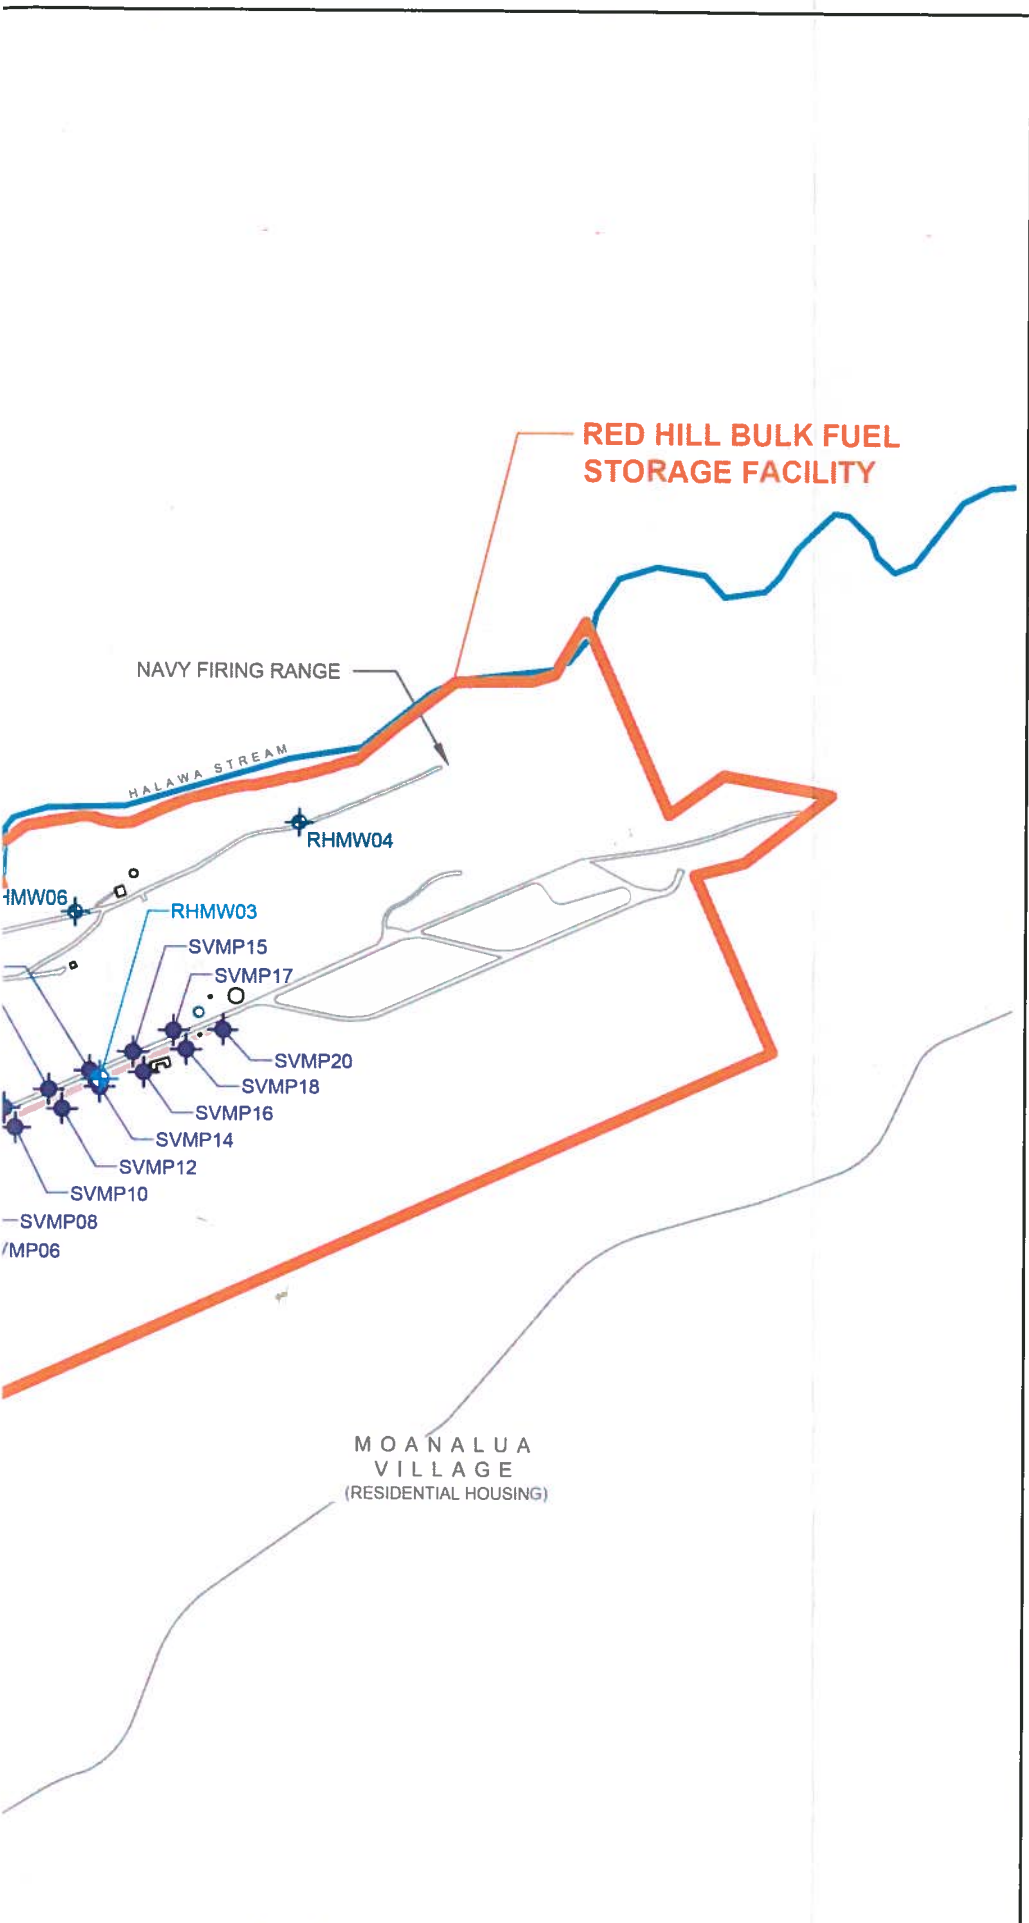 RED HILL BULK FUEL
STORAGE FACILITY
NAVY FIRING RANGE
HALAWA STREAM
RHMW04
RHMW03
SVMP15
SVMP17
SVMP20
SVMP18
SVMP16
SVMP14
SVMP12
SVMP10
SVMP08
MP06
MW06
MOANALUA
VILLAGE
(RESIDENTIAL HOUSING)